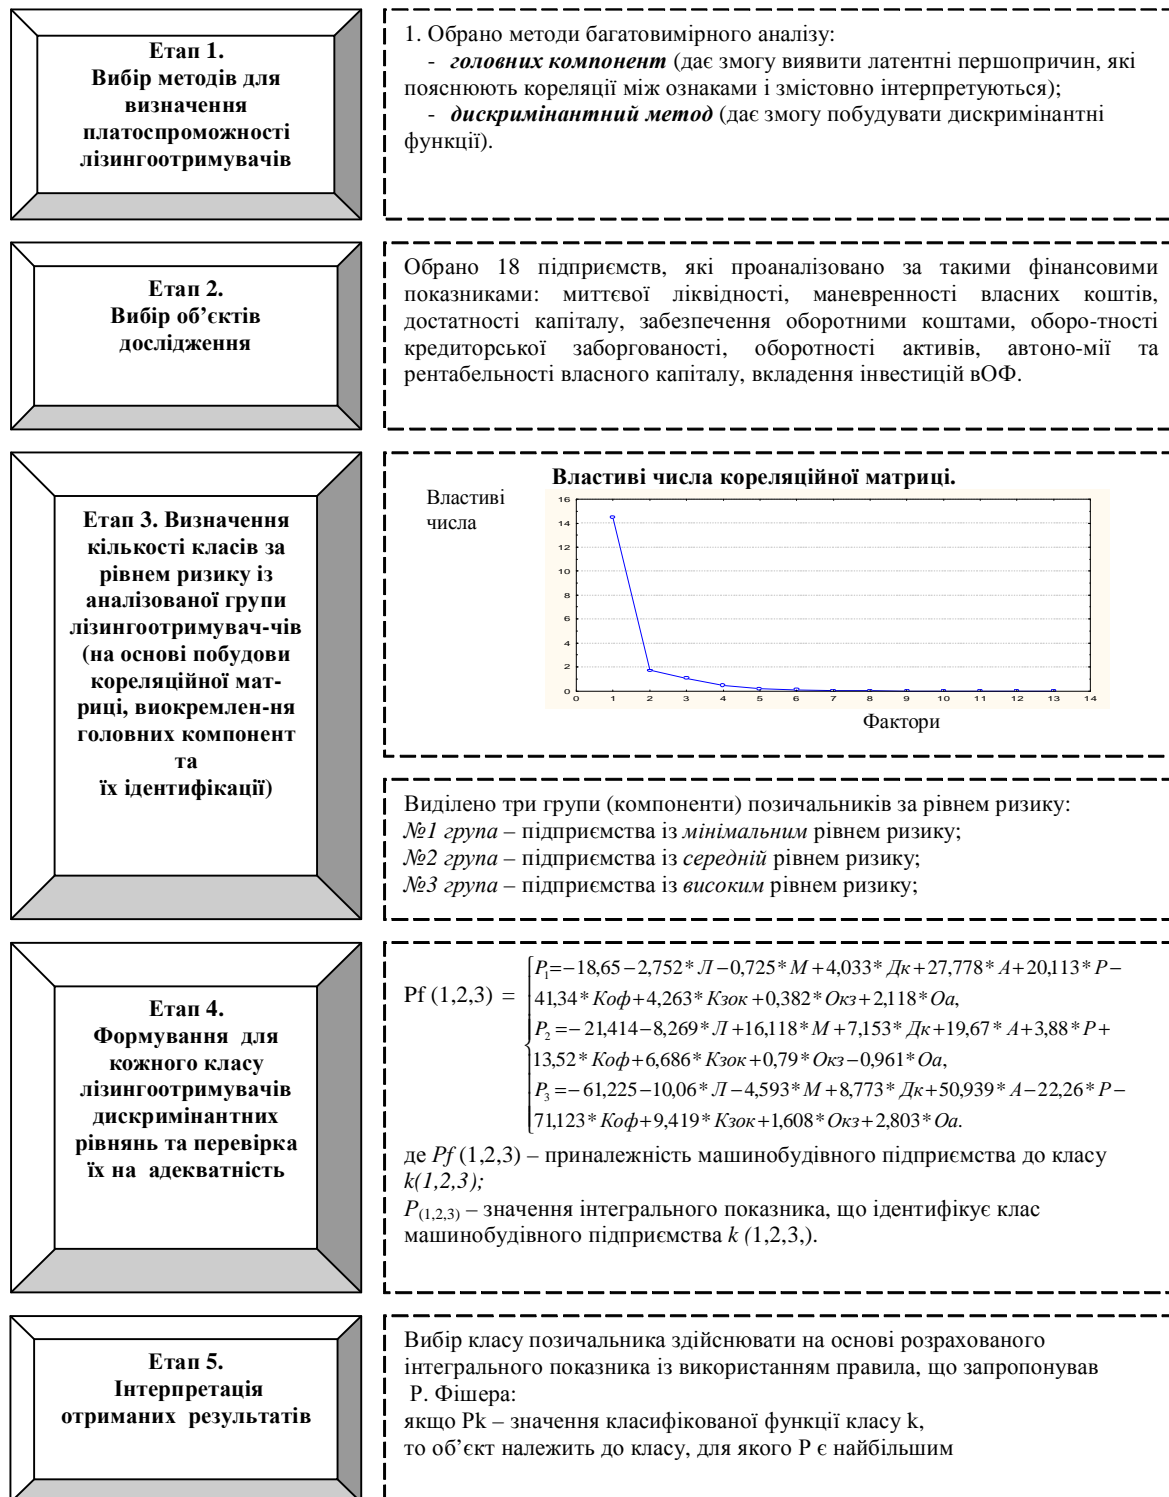 Етап 1.
Вибір методів для
визначення
платоспроможності
лізингоотримувачів
1. Обрано методи багатовимірного аналізу:
- головних компонент (дає змогу виявити латентні першопричин, які
пояснюють кореляції між ознаками і змістовно інтерпретуються);
- дискримінантний метод (дає змогу побудувати дискримінантні
функції).
Етап 2.
Вибір об’єктів
дослідження
Обрано 18 підприємств, які проаналізовано за такими фінансовими
показниками: миттєвої ліквідності, маневренності власних коштів,
достатності капіталу, забезпечення оборотними коштами, оборо-тності
кредиторської заборгованості, оборотності активів, автоно-мії та
рентабельності власного капіталу, вкладення інвестицій вОФ.
Етап 3. Визначення
кількості класів за
рівнем ризику із
аналізованої групи
лізингоотримувач-чів
(на основі побудови
кореляційної мат-
риці, виокремлен-ня
головних компонент
та
їх ідентифікації)
Властиві числа кореляційної матриці.
Властиві
числа
16
14
12
10
8
6
4
2
0
0 1 2 3 4 5 6 7 8 9 10 11 12 13 14
Фактори
Виділено три групи (компоненти) позичальників за рівнем ризику:
№1 група – підприємства із мінімальним рівнем ризику;
№2 група – підприємства із середній рівнем ризику;
№3 група – підприємства із високим рівнем ризику;
Етап 4.
Формування для
кожного класу
лізингоотримувачів
дискримінантних
рівнянь та перевірка
їх на адекватність
Pf (1,2,3) =
P₁=−18,65−2,752*Л−0,725*М+4,033*Дк+27,778*А+20,113*Р−
41,34*Коф+4,263*Кзок+0,382*Окз+2,118*Оа,
P₂=−21,414−8,269*Л+16,118*М+7,153*Дк+19,67*А+3,88*Р+
13,52*Коф+6,686*Кзок+0,79*Окз−0,961*Оа,
P₃=−61,225−10,06*Л−4,593*М+8,773*Дк+50,939*А−22,26*Р−
71,123*Коф+9,419*Кзок+1,608*Окз+2,803*Оа.
де Pf (1,2,3) – приналежність машинобудівного підприємства до класу
k(1,2,3);
P(1,2,3) – значення інтегрального показника, що ідентифікує клас
машинобудівного підприємства k (1,2,3,).
Етап 5.
Інтерпретація
отриманих результатів
Вибір класу позичальника здійснювати на основі розрахованого
інтегрального показника із використанням правила, що запропонував
Р. Фішера:
якщо Pk – значення класифікованої функції класу k,
то об’єкт належить до класу, для якого Р є найбільшим